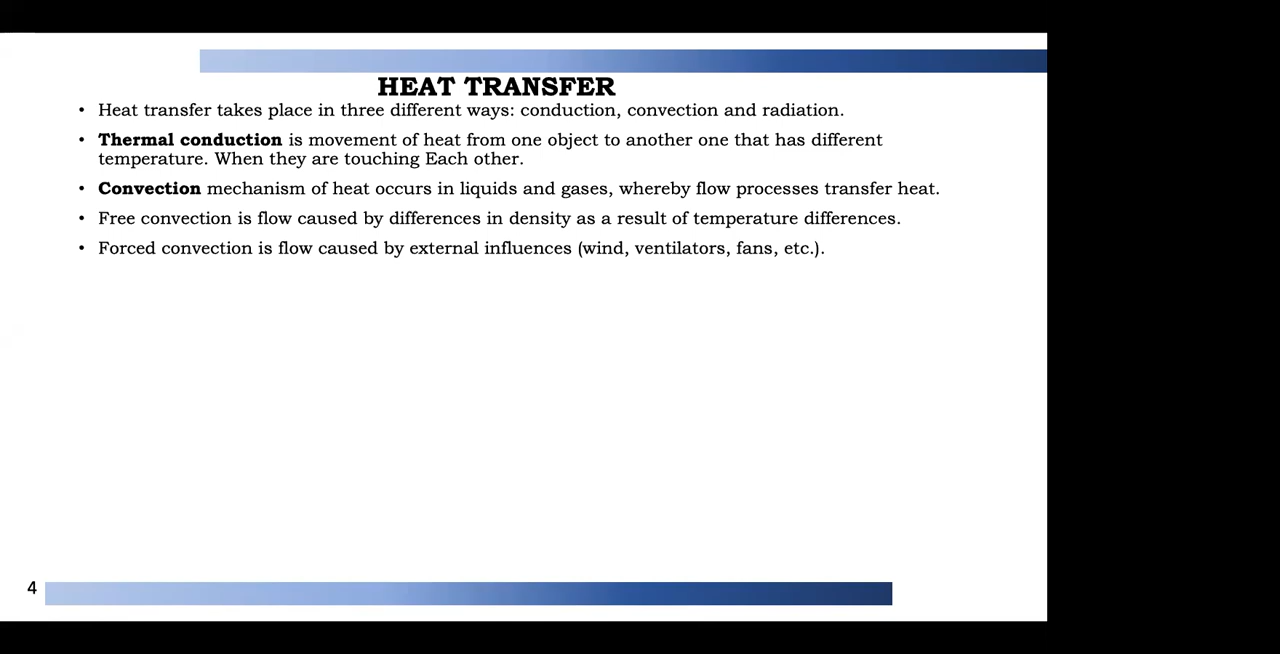 HEAT TRANSFER
• Heat transfer takes place in three different ways: conduction, convection and radiation.
• Thermal conduction is movement of heat from one object to another one that has different
temperature. When they are touching Each other.
• Convection mechanism of heat occurs in liquids and gases, whereby flow processes transfer heat.
• Free convection is flow caused by differences in density as a result of temperature differences.
• Forced convection is flow caused by external influences (wind, ventilators, fans, etc.).
4